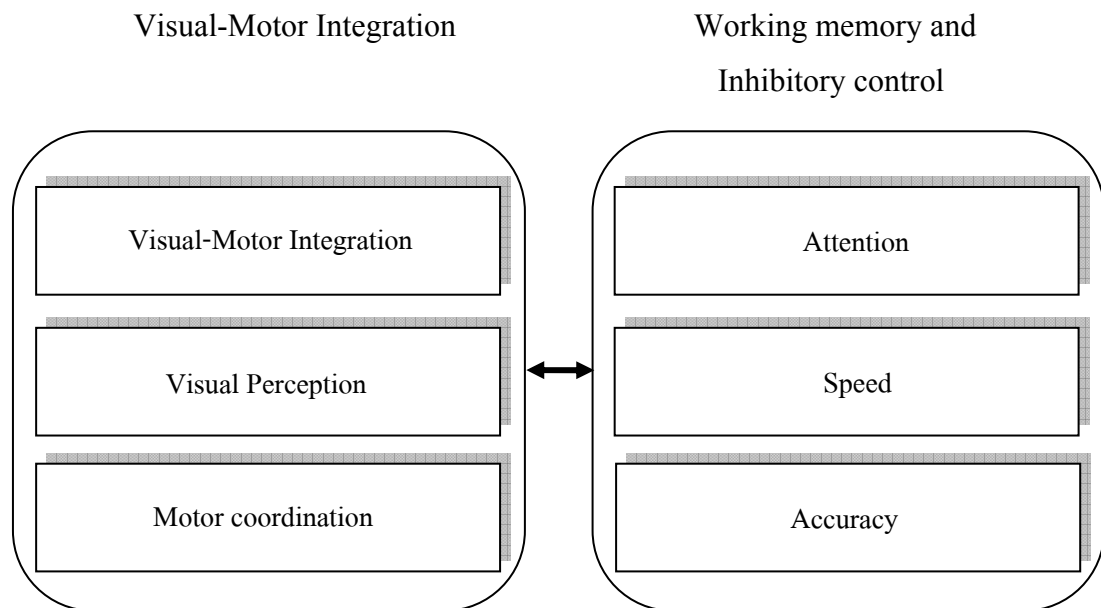 Visual-Motor Integration
Working memory and
Inhibitory control
Visual-Motor Integration
Visual Perception
Motor coordination
Attention
Speed
Accuracy